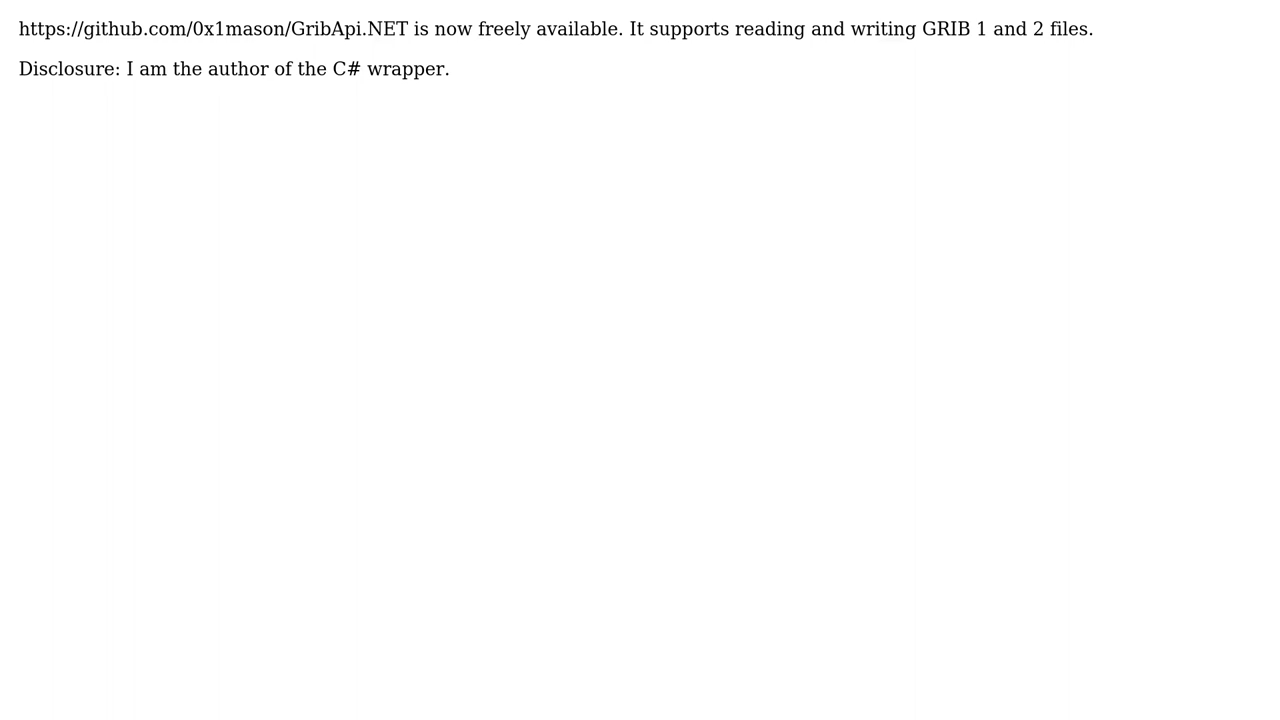 https://github.com/0x1mason/GribApi.NET is now freely available. It supports reading and writing GRIB 1 and 2 files.
Disclosure: I am the author of the C# wrapper.